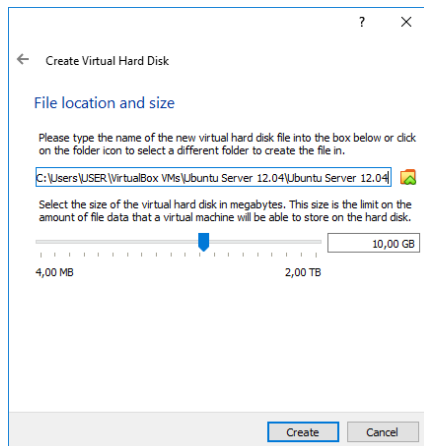 ?
Create Virtual Hard Disk
File location and size
Please type the name of the new virtual hard disk file into the box below or click
on the folder icon to select a different folder to create the file in.
C:\Users\USER\VirtualBox VMs\Ubuntu Server 12.04\Ubuntu Server 12.04
Select the size of the virtual hard disk in megabytes. This size is the limit on the
amount of file data that a virtual machine will be able to store on the hard disk.
10,00 GB
4,00 MB 2,00 TB
Create Cancel